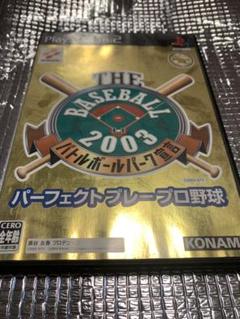 PlayStation 2
THE
BASEBALL
2003
バトルボールパーク宣言
パーフェクトプレープロ野球
CERO
全年齢
KONAMI